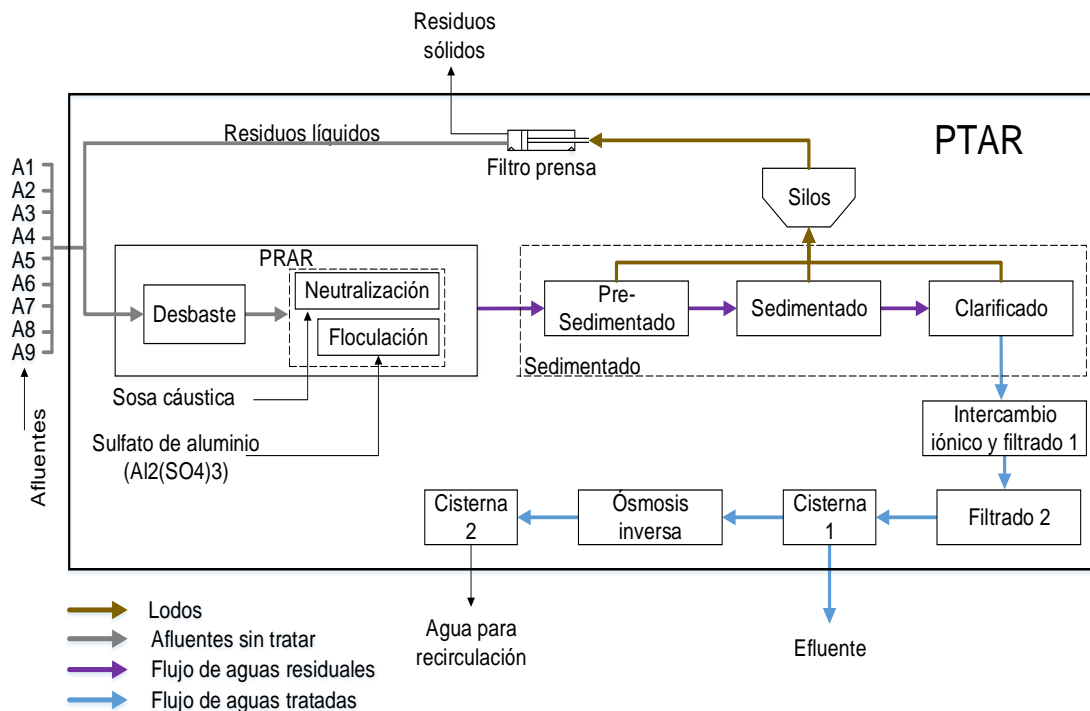 Residuos
sólidos
Residuos líquidos
Filtro prensa
PTAR
Silos
A1
A2
A3
A4
A5
A6
A7
A8
A9
Afluentes
PRAR
Desbaste
Neutralización
Floculación
Sosa cáustica
Sulfato de aluminio
(Al2(SO4)3)
Pre-
Sedimentado
Sedimentado
Clarificado
Sedimentado
Intercambio
iónico y filtrado 1
Filtrado 2
Cisterna
1
Ósmosis
inversa
Cisterna
2
Agua para
recirculación
Efluente
Lodos
Afluentes sin tratar
Flujo de aguas residuales
Flujo de aguas tratadas